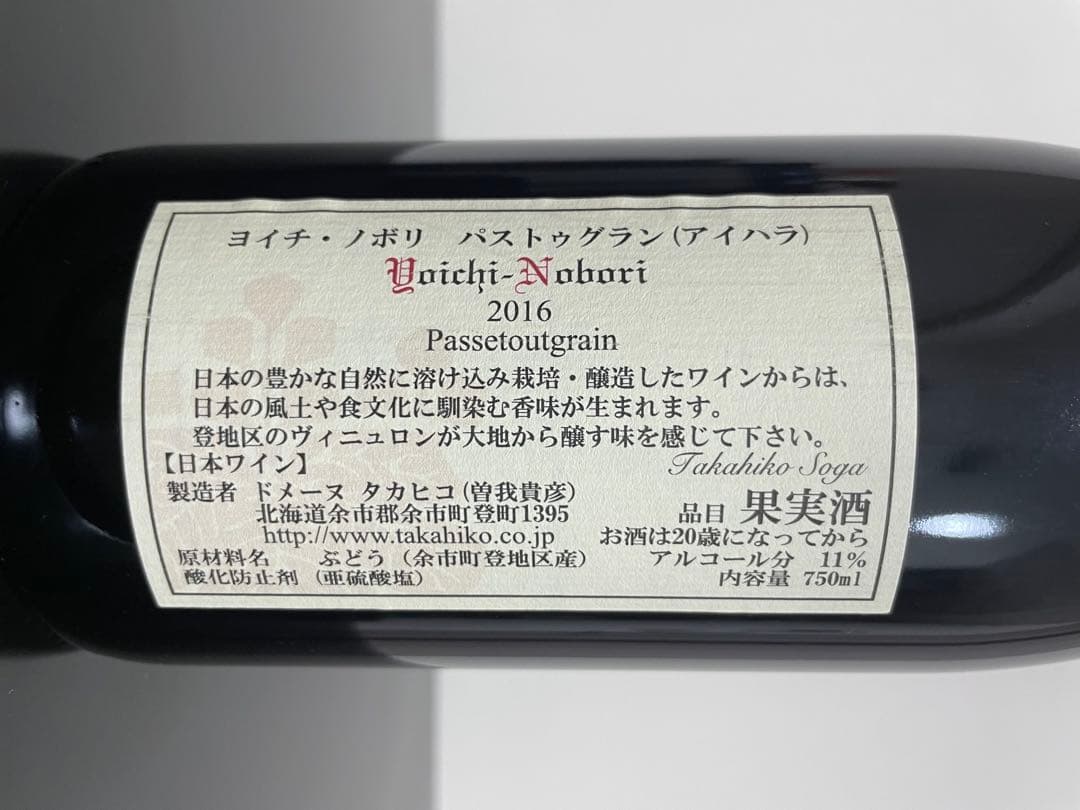 ヨイチ・ノボリ　パストゥグラン(アイハラ)
Yoichi-Nobori
2016
Passetoutgrain
日本の豊かな自然に溶け込み栽培・醸造したワインからは、
日本の風土や食文化に馴染む香味が生まれます。
登地区のヴィニュロンが大地から醸す味を感じて下さい。
【日本ワイン】
Takahiko Soga
製造者 ドメーヌ タカヒコ(曽我貴彦)
北海道余市郡余市町登町1395
http://www.takahiko.co.jp
原材料名　ぶどう（余市町登地区産）
酸化防止剤（亜硫酸塩）
品目 果実酒
お酒は20歳になってから
アルコール分 11%
内容量 750ml